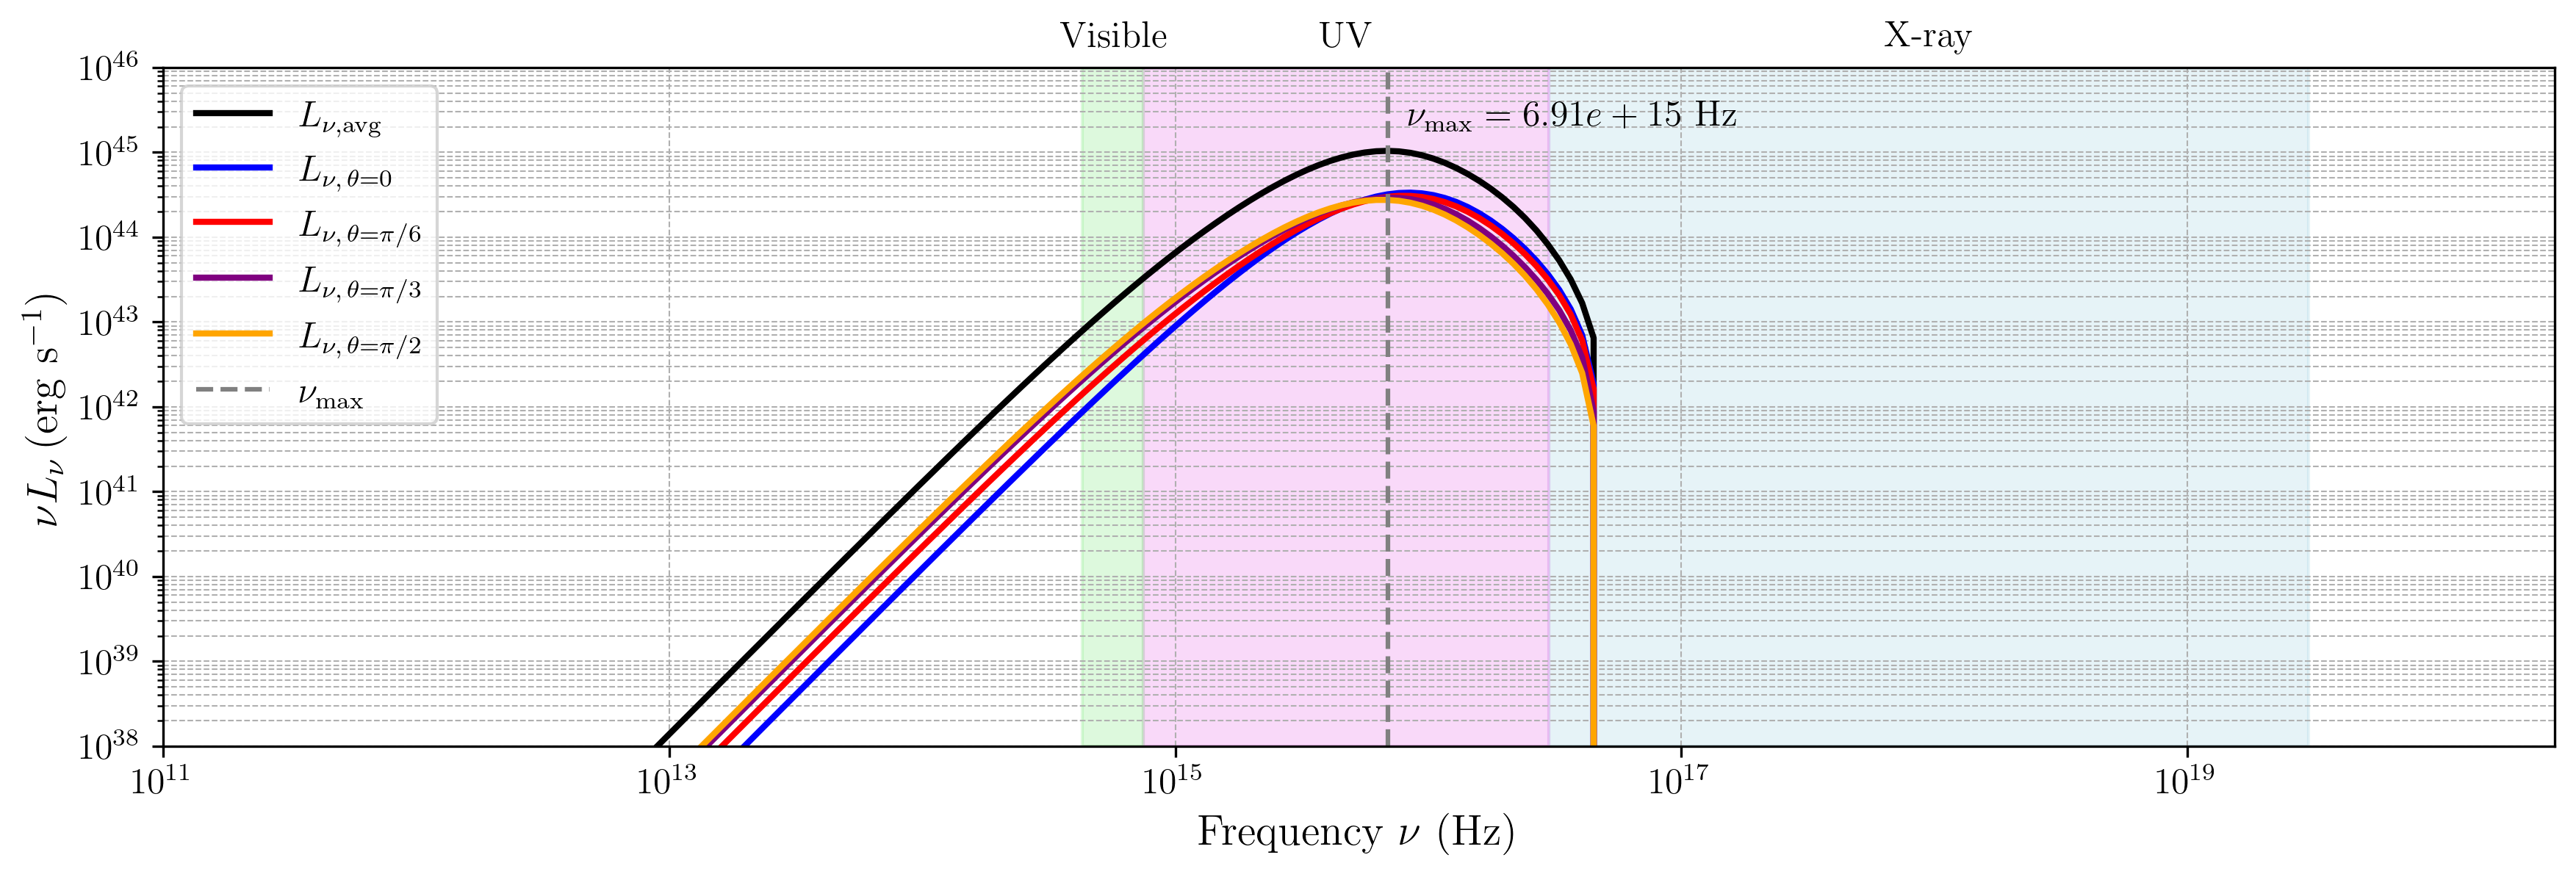 Visible UV X-ray
10^46
10^45
10^44
10^43
10^42
10^41
10^40
10^39
10^38
νL_ν (erg s^−1)
L_ν,avg
L_ν, θ=0
L_ν, θ=π/6
L_ν, θ=π/3
L_ν, θ=π/2
ν_max
ν_max = 6.91e + 15 Hz
10^11 10^13 10^15 10^17 10^19
Frequency ν (Hz)